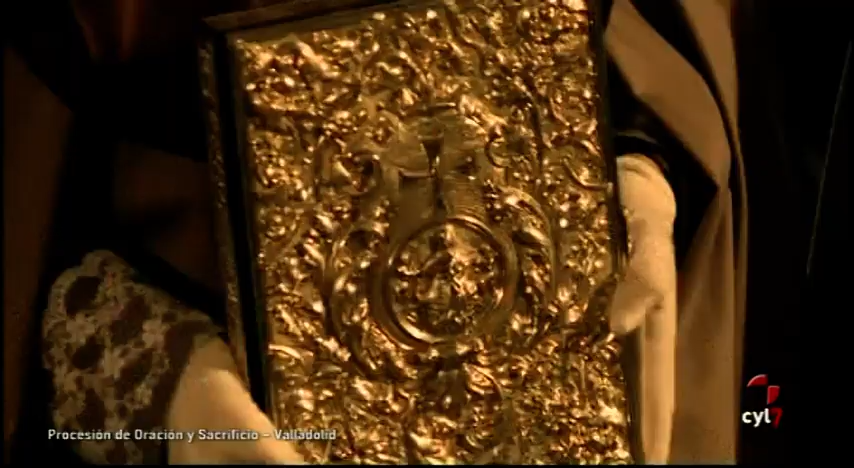 Procesión de Oración y Sacrificio - Valladolid
cyl7